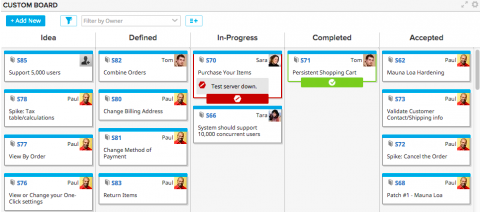 CUSTOM BOARD
+ Add New
Filter by Owner
Idea
Defined
In-Progress
Completed
Accepted
S85
Support 5,000 users
S78 Paul
Spike: Tax
table/calculations
S77 Paul
View By Order
S76 Paul
View or Change your One-
Click settings
S82 Tom
Combine Orders
S80 Paul
Change Billing Address
S81 Paul
Change Method of
Payment
S83 Paul
Return Items
S70 Sara
Purchase Your Items
Test server down.
S66 Tara
System should support
10,000 concurrent users
S71 Tom
Persistent Shopping Cart
S62 Paul
Mauna Loa Hardening
S73 Paul
Validate Customer
Contact/Shipping info
S72 Paul
Spike: Cancel the Order
S68 Paul
Patch #1 - Mauna Loa